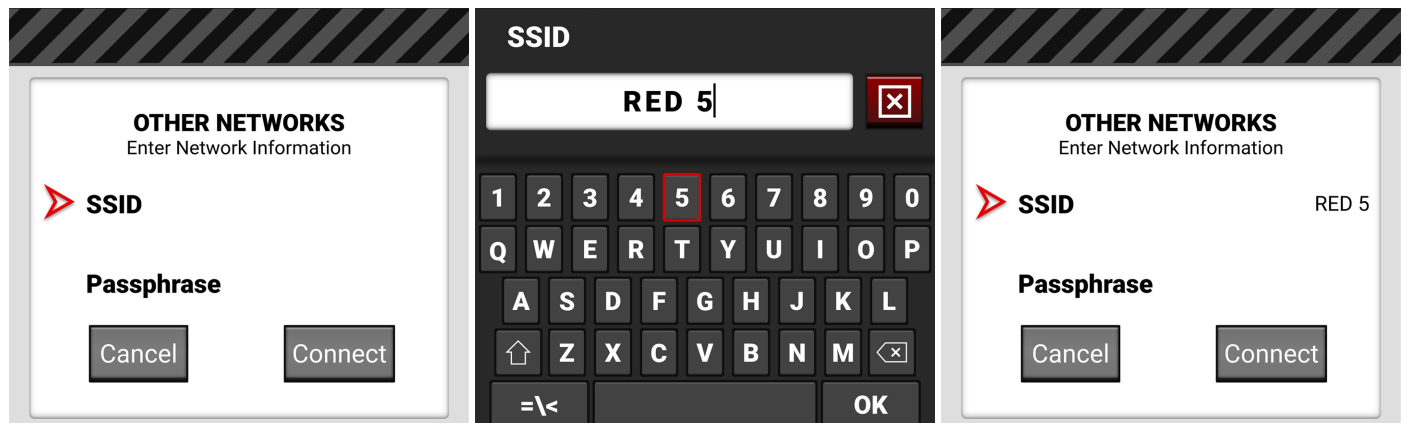 OTHER NETWORKS
Enter Network Information
SSID
Passphrase
Cancel Connect
SSID
RED 5
1 2 3 4 5 6 7 8 9 0
Q W E R T Y U I O P
A S D F G H J K L
Z X C V B N M
=\< OK
OTHER NETWORKS
Enter Network Information
SSID RED 5
Passphrase
Cancel Connect